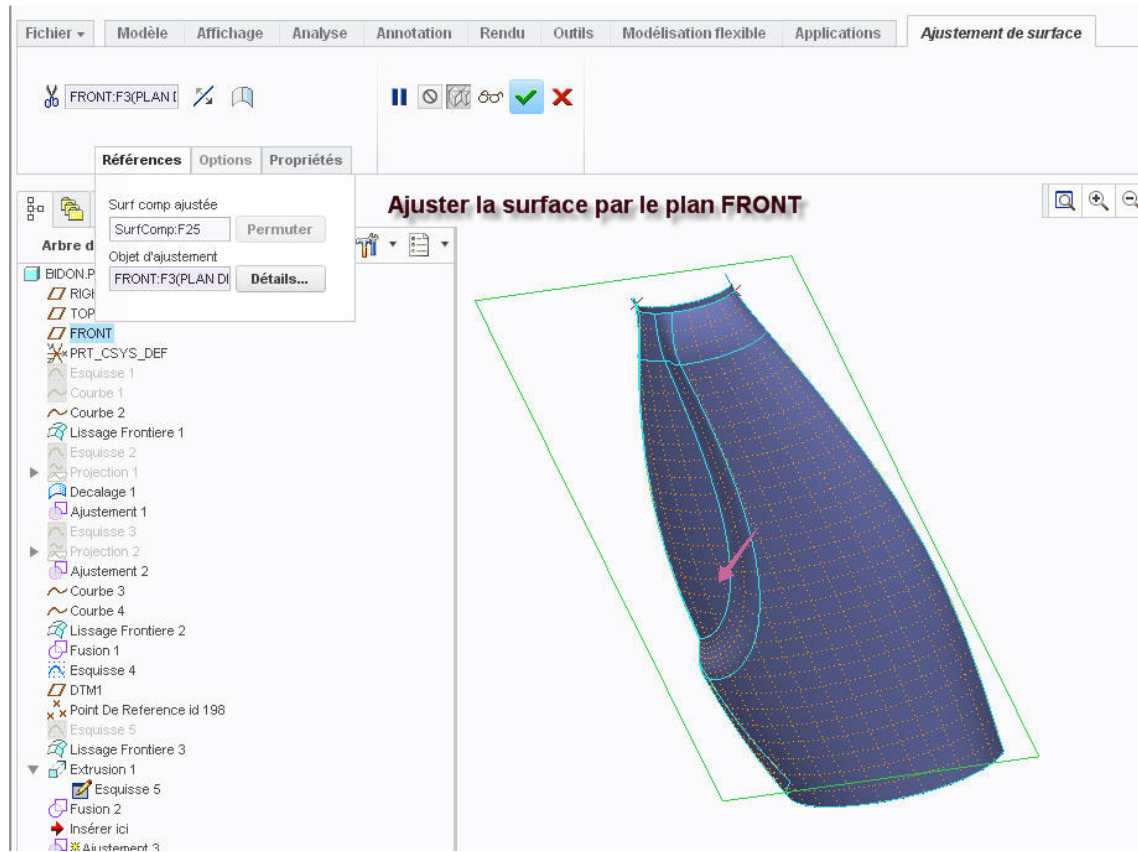 Fichier Modèle Affichage Analyse Annotation Rendu Outils Modélisation flexible Applications Ajustement de surface
FRONT:F3(PLAN D
Références Options Propriétés
Surf comp ajustée
SurfComp:F25 Permuter
Objet d'ajustement
FRONT:F3(PLAN DI Détails...
Ajuster la surface par le plan FRONT
Arbre d
BIDON.P
RIGH
TOP
FRONT
PRT_CSYS_DEF
Esquisse 1
Courbe 1
Courbe 2
Lissage Frontiere 1
Esquisse 2
Projection 1
Decalage 1
Ajustement 1
Esquisse 3
Projection 2
Ajustement 2
Courbe 3
Courbe 4
Lissage Frontiere 2
Fusion 1
Esquisse 4
DTM1
Point De Reference id 198
Esquisse 5
Lissage Frontiere 3
Extrusion 1
Esquisse 5
Fusion 2
Insérer ici
Ajustement 3